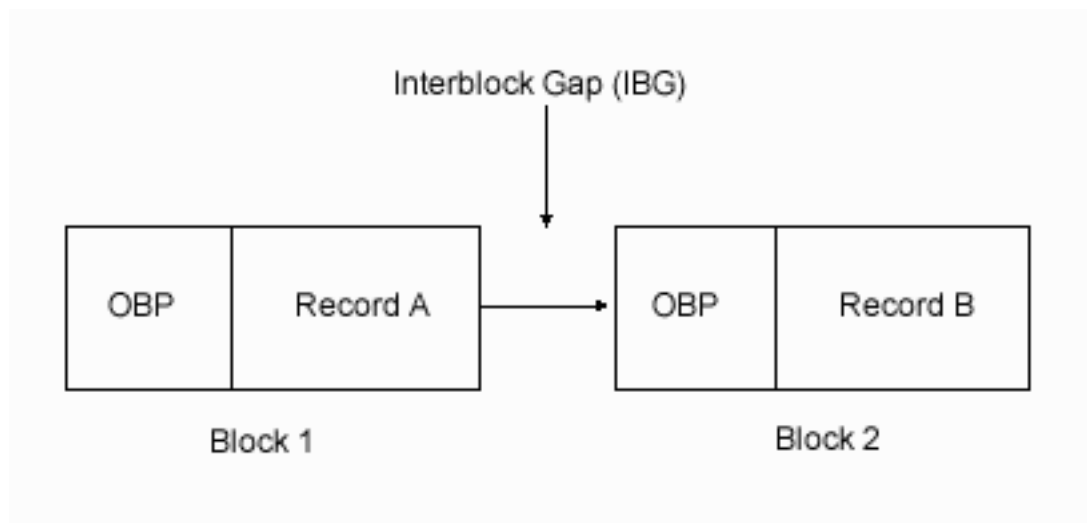 Interblock Gap (IBG)
OBP
Record A
OBP
Record B
Block 1
Block 2